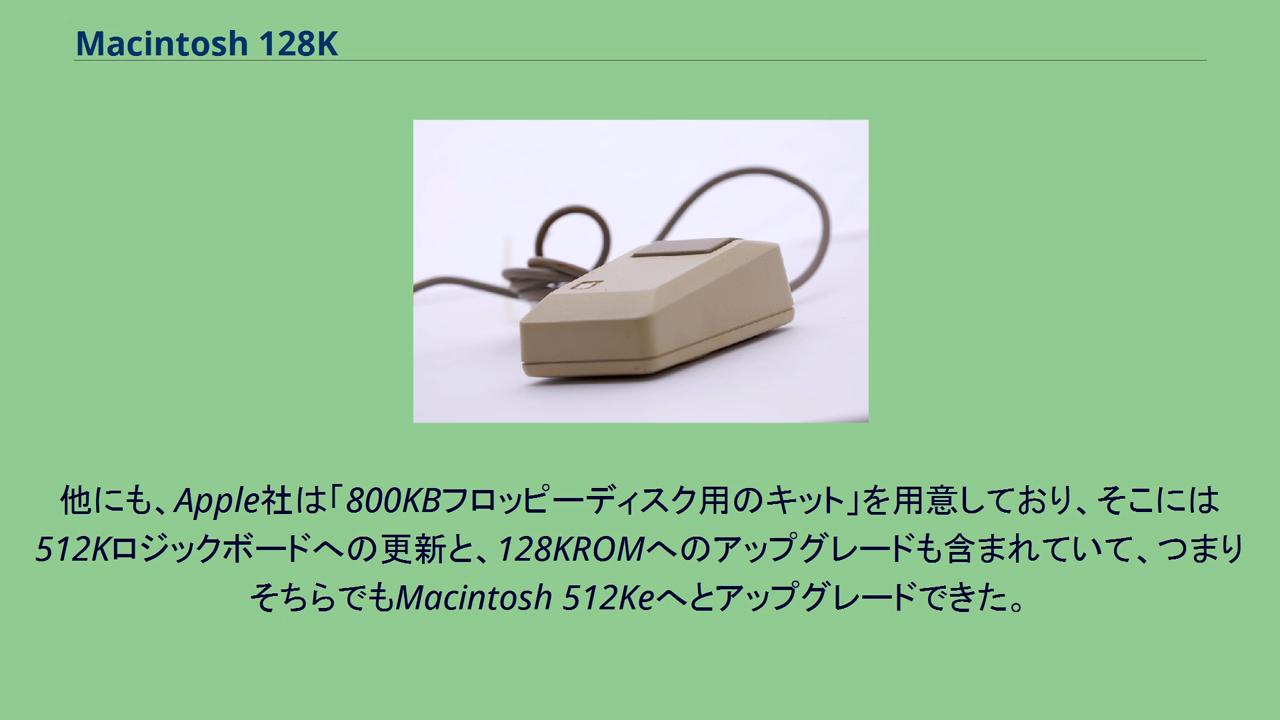 Macintosh 128K
他にも、Apple社は「800KBフロッピーディスク用のキット」を用意しており、そこには
512Kロジックボードへの更新と、128KROMへのアップグレードも含まれていて、つまり
そちらでもMacintosh 512Keへとアップグレードできた。